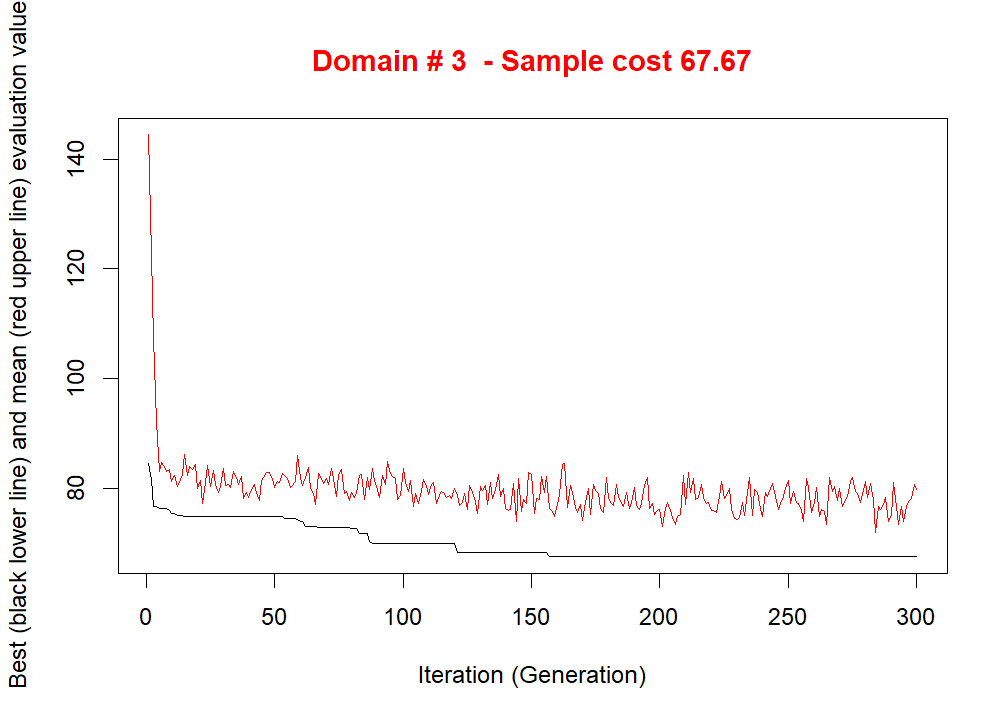 Domain # 3  - Sample cost 67.67
Best (black lower line) and mean (red upper line) evaluation value
140
120
100
80
0 50 100 150 200 250 300
Iteration (Generation)